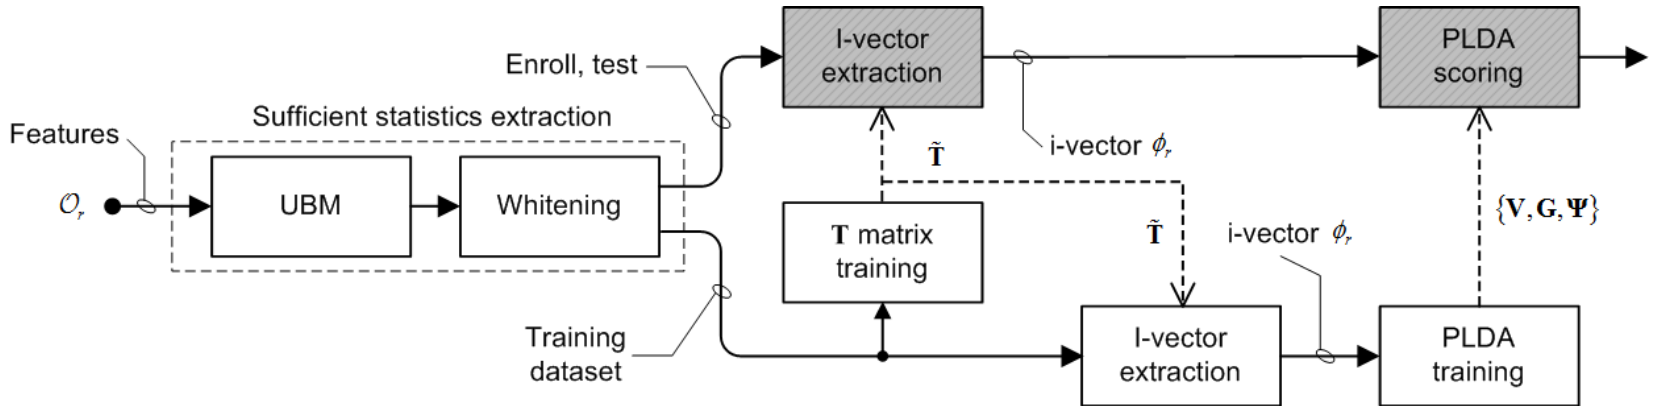 I-vector
extraction
PLDA
scoring
Enroll, test
Sufficient statistics extraction
Features
i-vector ϕᵣ
T̃
𝒪ᵣ
UBM
Whitening
T matrix
training
T̃
i-vector ϕᵣ
{V, G, Ψ}
Training
dataset
I-vector
extraction
PLDA
training